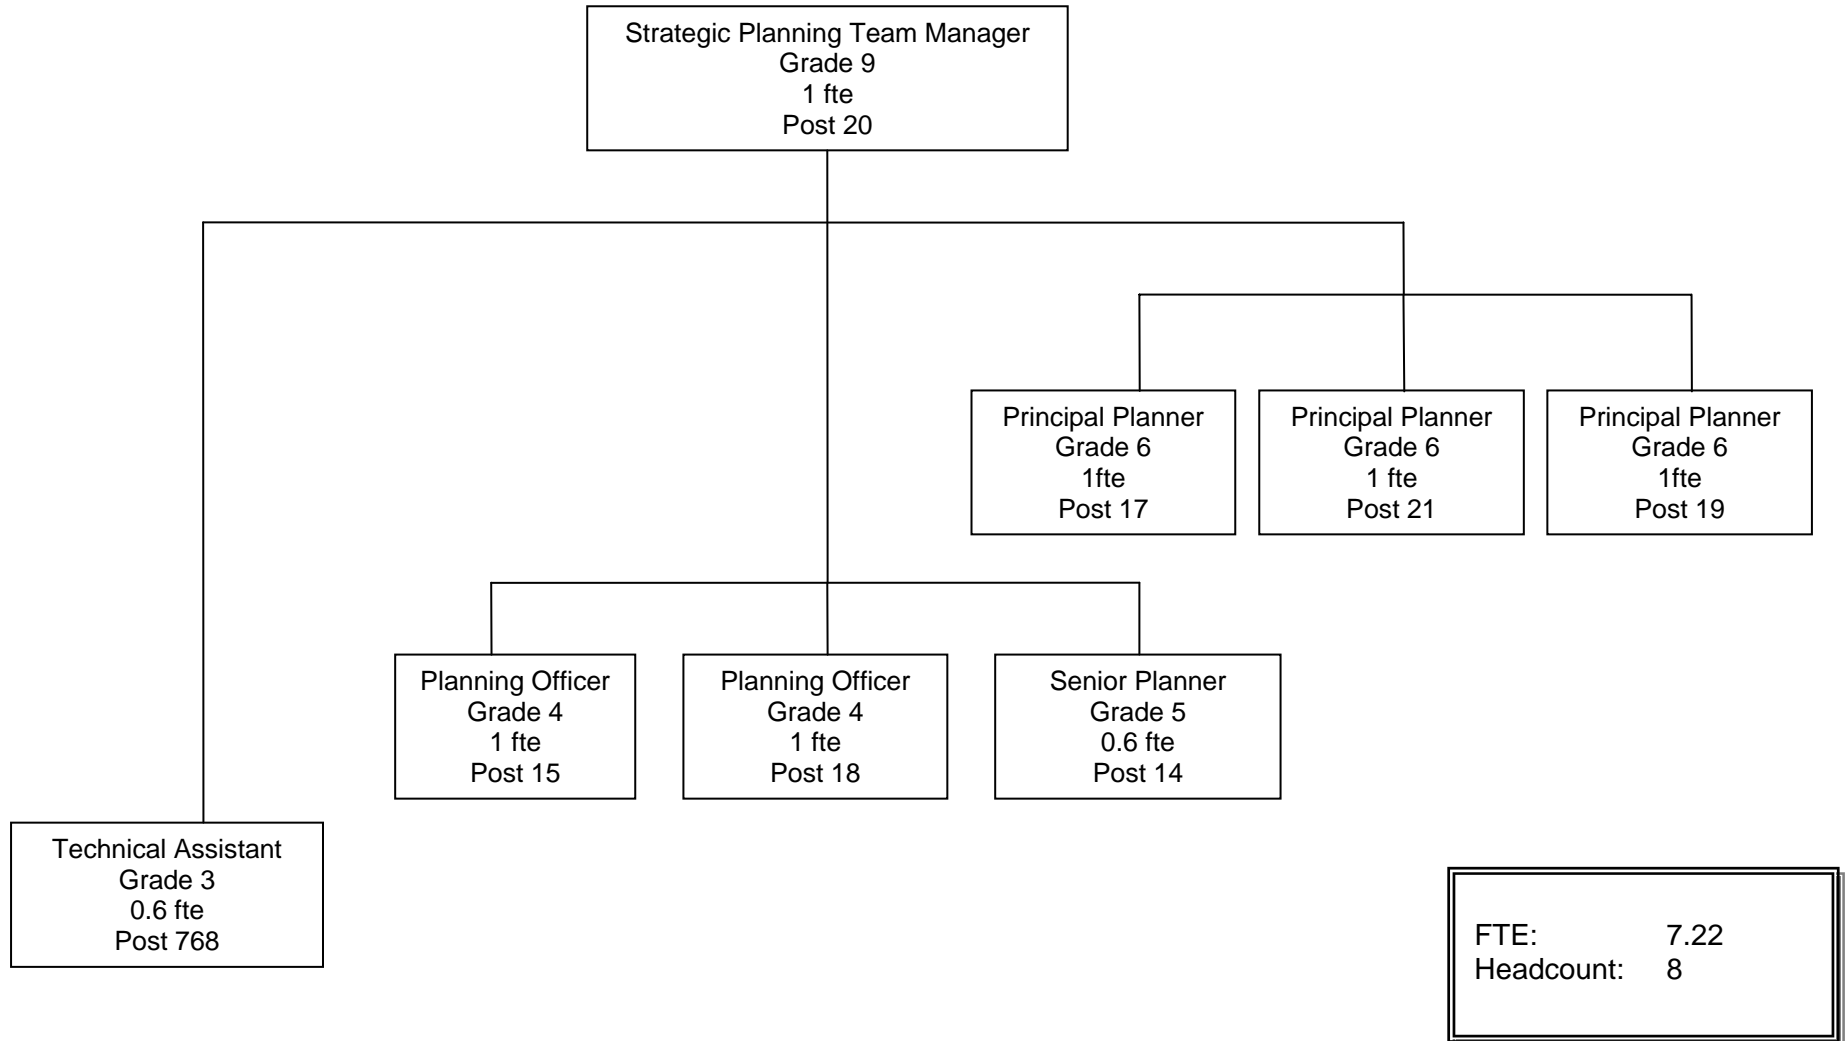 Strategic Planning Team Manager
Grade 9
1 fte
Post 20
Principal Planner
Grade 6
1fte
Post 17
Principal Planner
Grade 6
1 fte
Post 21
Principal Planner
Grade 6
1fte
Post 19
Planning Officer
Grade 4
1 fte
Post 15
Planning Officer
Grade 4
1 fte
Post 18
Senior Planner
Grade 5
0.6 fte
Post 14
Technical Assistant
Grade 3
0.6 fte
Post 768
FTE: 7.22
Headcount: 8